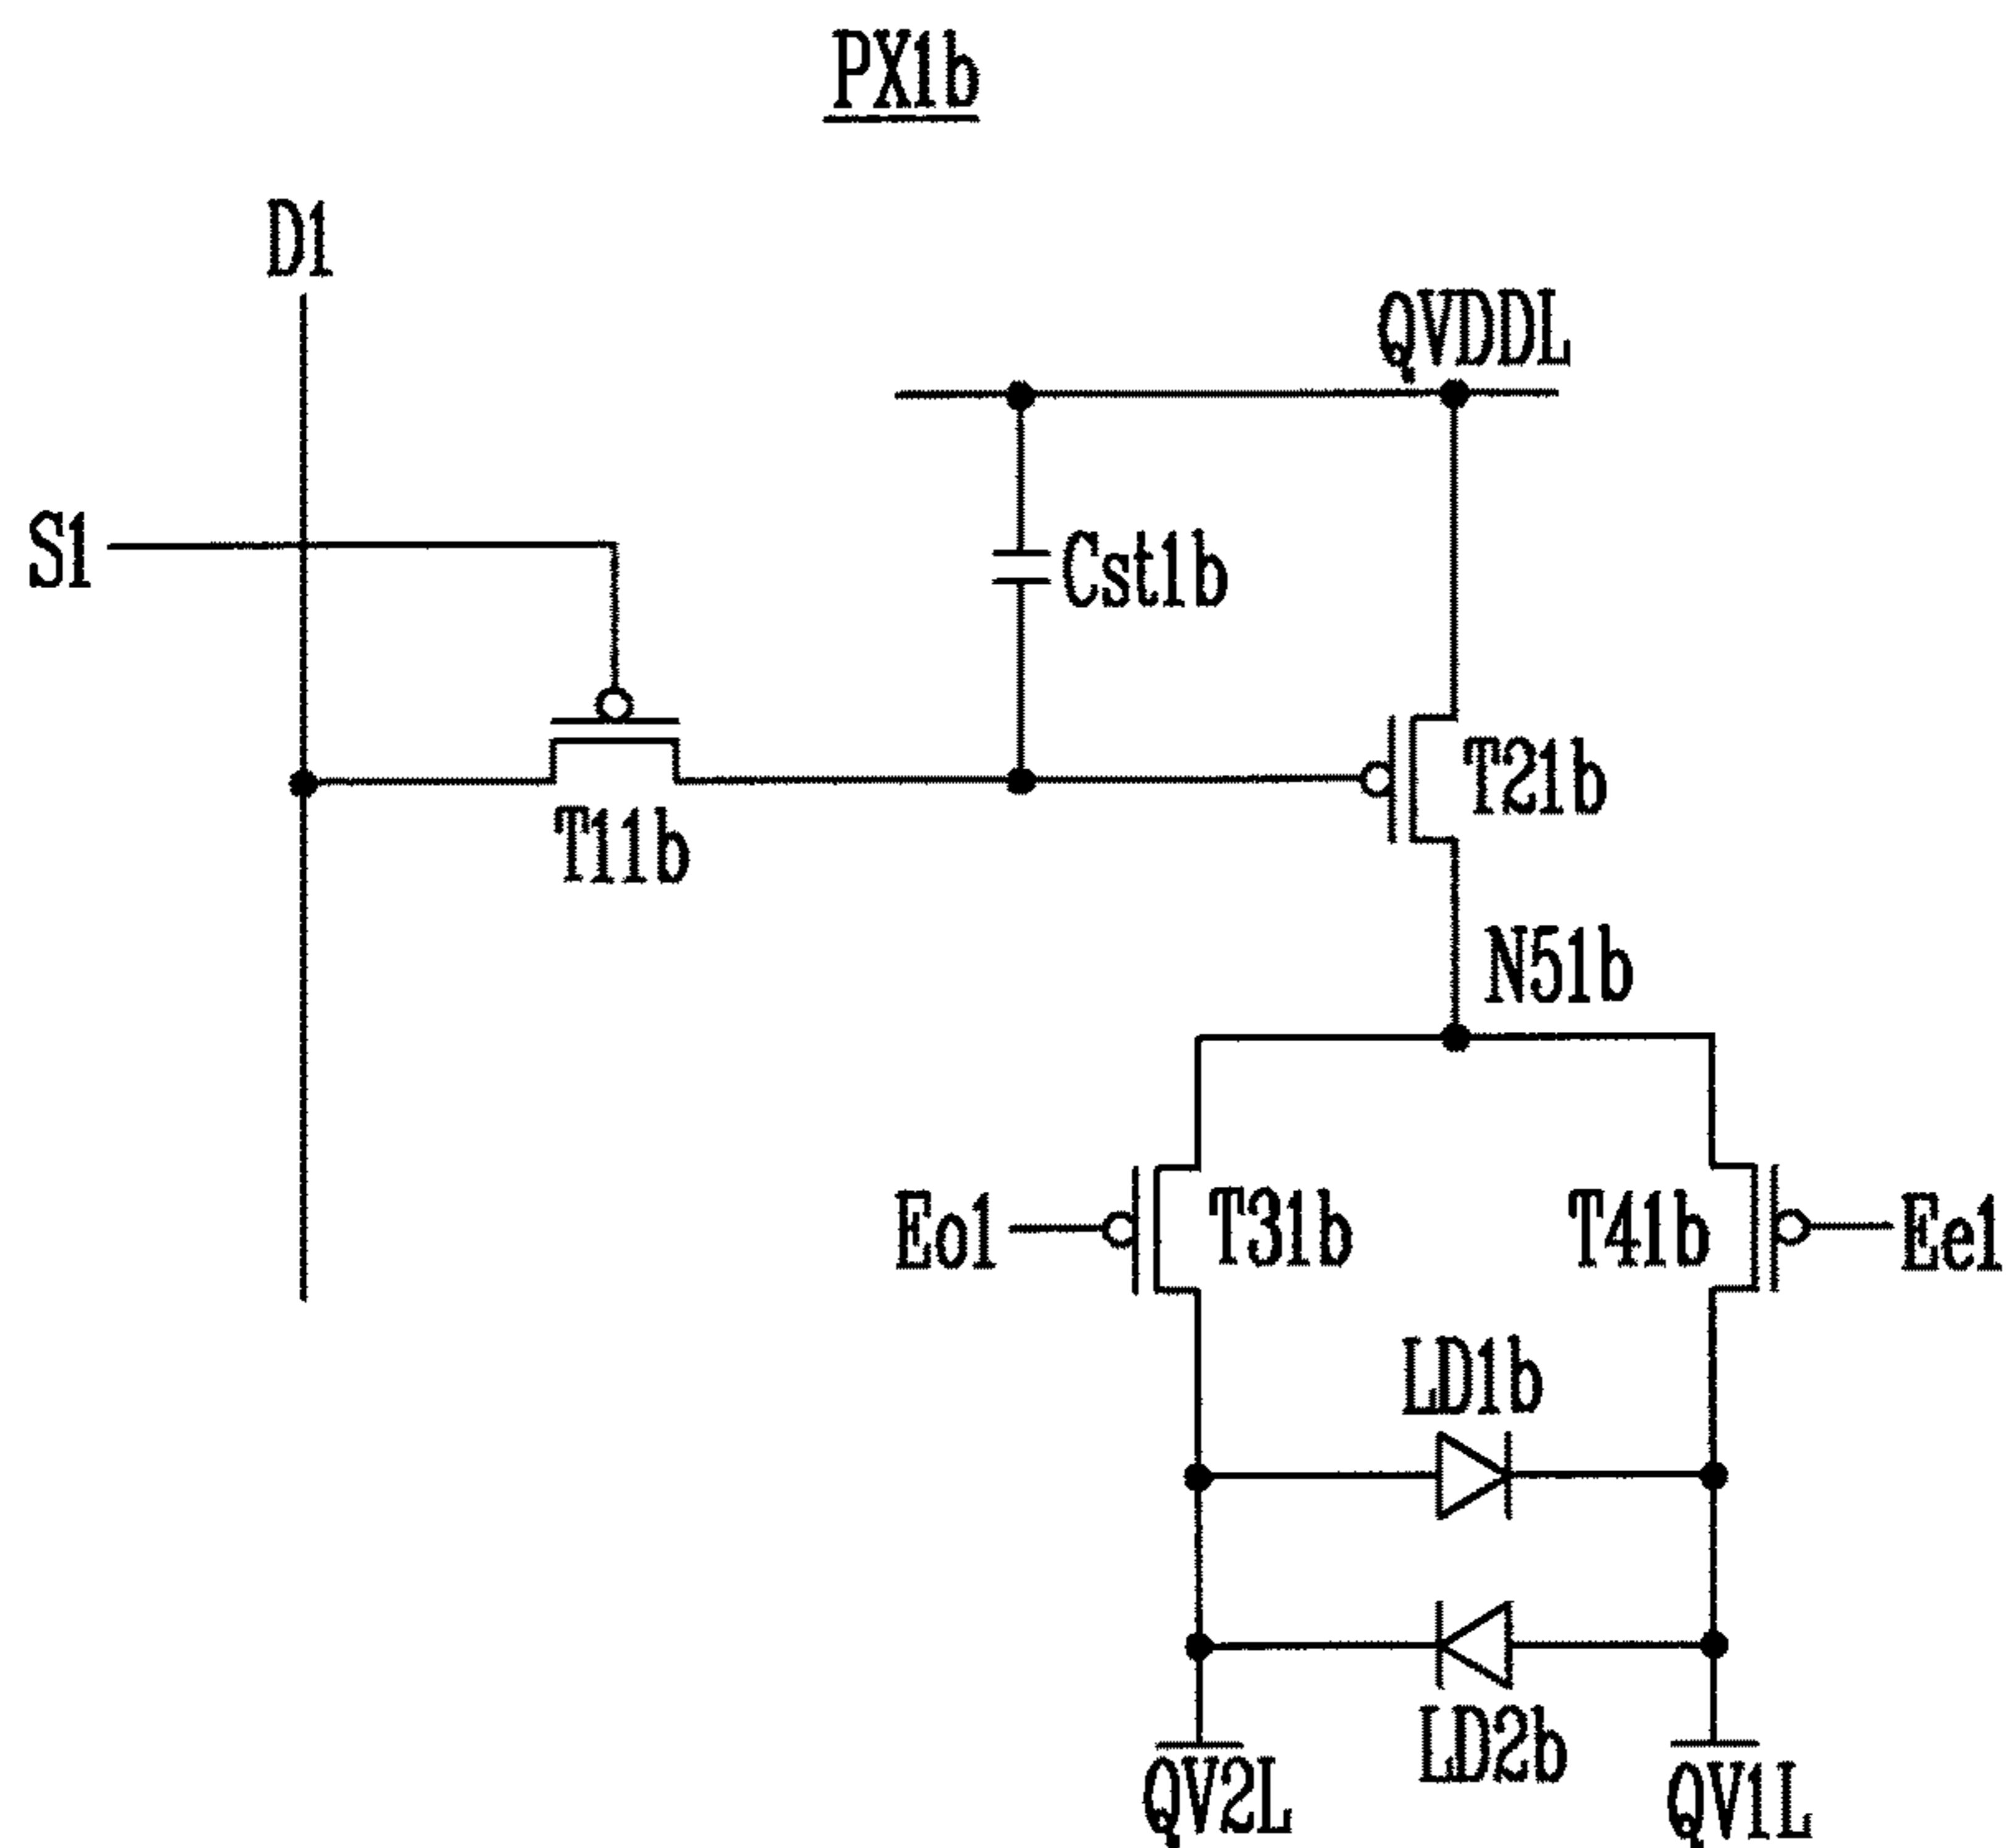 PX1b
D1
QVDDL
S1
Cst1b
T21b
T11b
N51b
Eo1
T31b
T41b
Ee1
LD1b
LD2b
QV2L
QV1L